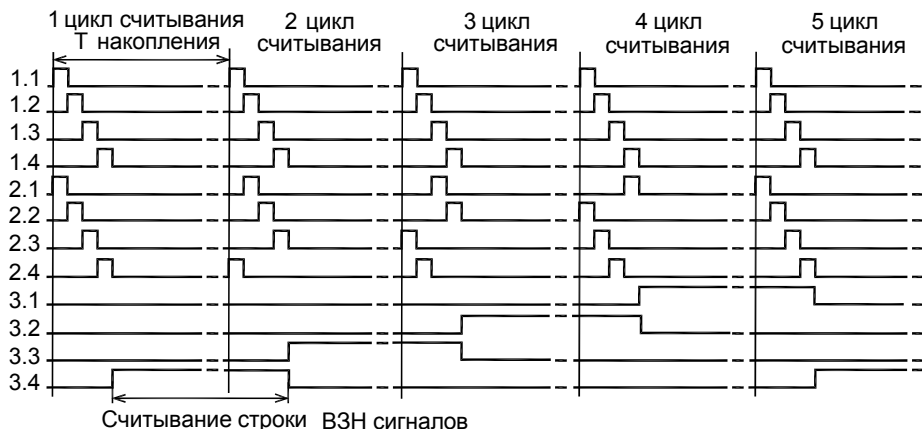 1 цикл считывания
Т накопления
2 цикл
считывания
3 цикл
считывания
4 цикл
считывания
5 цикл
считывания
1.1
1.2
1.3
1.4
2.1
2.2
2.3
2.4
3.1
3.2
3.3
3.4
Считывание строки ВЗН сигналов